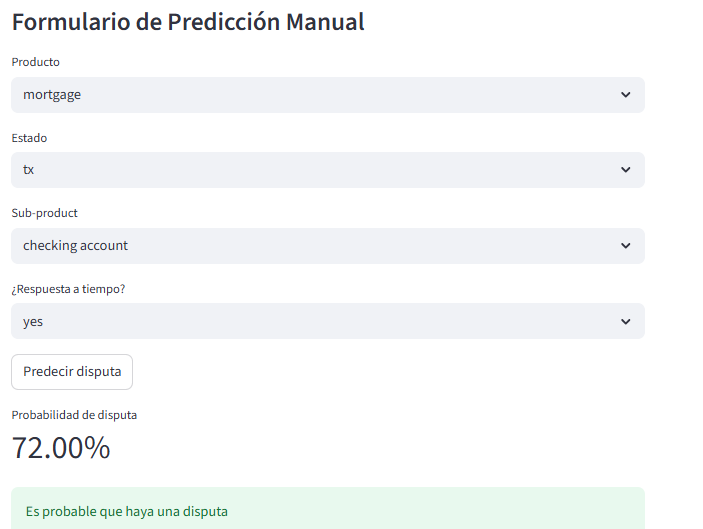 Formulario de Predicción Manual
Producto
mortgage
Estado
tx
Sub-product
checking account
¿Respuesta a tiempo?
yes
Predecir disputa
Probabilidad de disputa
72.00%
Es probable que haya una disputa